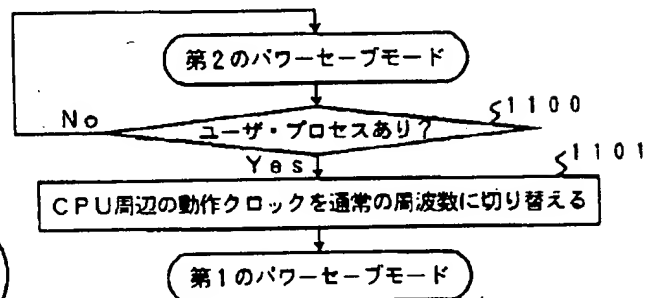 第2のパワーセーブモード
1100
No
ユーザ・プロセスあり?
Yes
1101
CPU周辺の動作クロックを通常の周波数に切り替える
第1のパワーセーブモード